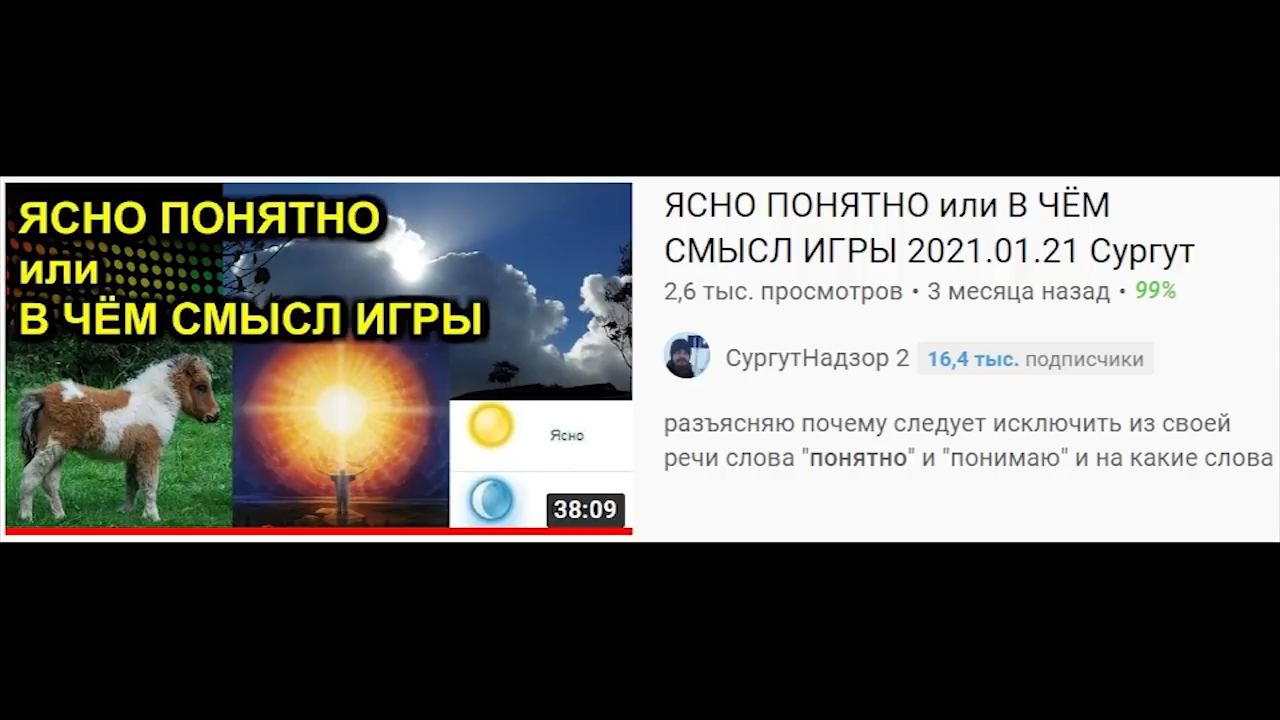 ЯСНО ПОНЯТНО
или
В ЧЁМ СМЫСЛ ИГРЫ
Ясно
38:09
ЯСНО ПОНЯТНО или В ЧЁМ
СМЫСЛ ИГРЫ 2021.01.21 Сургут
2,6 тыс. просмотров • 3 месяца назад • 99%
СургутНадзор 2 16,4 тыс. подписчики
разъясняю почему следует исключить из своей
речи слова "понятно" и "понимаю" и на какие слова